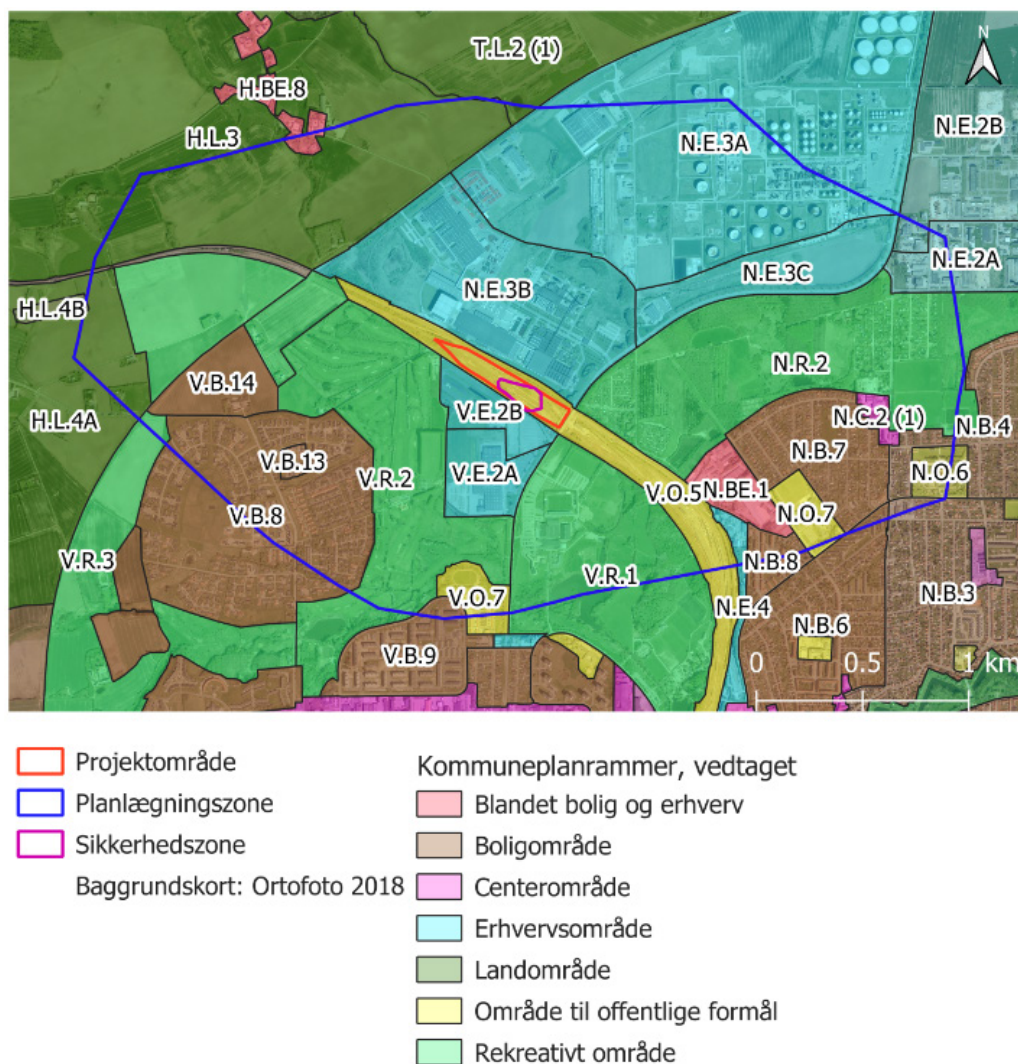 T.L.2 (1)
N
H.BE.8
N.E.2B
H.L.3
N.E.3A
N.E.2A
N.E.3C
N.E.3B
H.L.4B
N.R.2
V.B.14
V.E.2B
H.L.4A
N.C.2 (1)
N.B.4
N.B.7
V.B.13
N.O.6
V.E.2A
V.R.2
V.O.5
N.BE.1
V.B.8
N.O.7
V.R.3
N.B.8
V.R.1
N.B.3
V.O.7
N.E.4
N.B.6
V.B.9
0 0.5 1 km
Projektområde
Planlægningszone
Sikkerhedszone
Baggrundskort: Ortofoto 2018
Kommuneplanrammer, vedtaget
Blandet bolig og erhverv
Boligområde
Centerområde
Erhvervsområde
Landområde
Område til offentlige formål
Rekreativt område